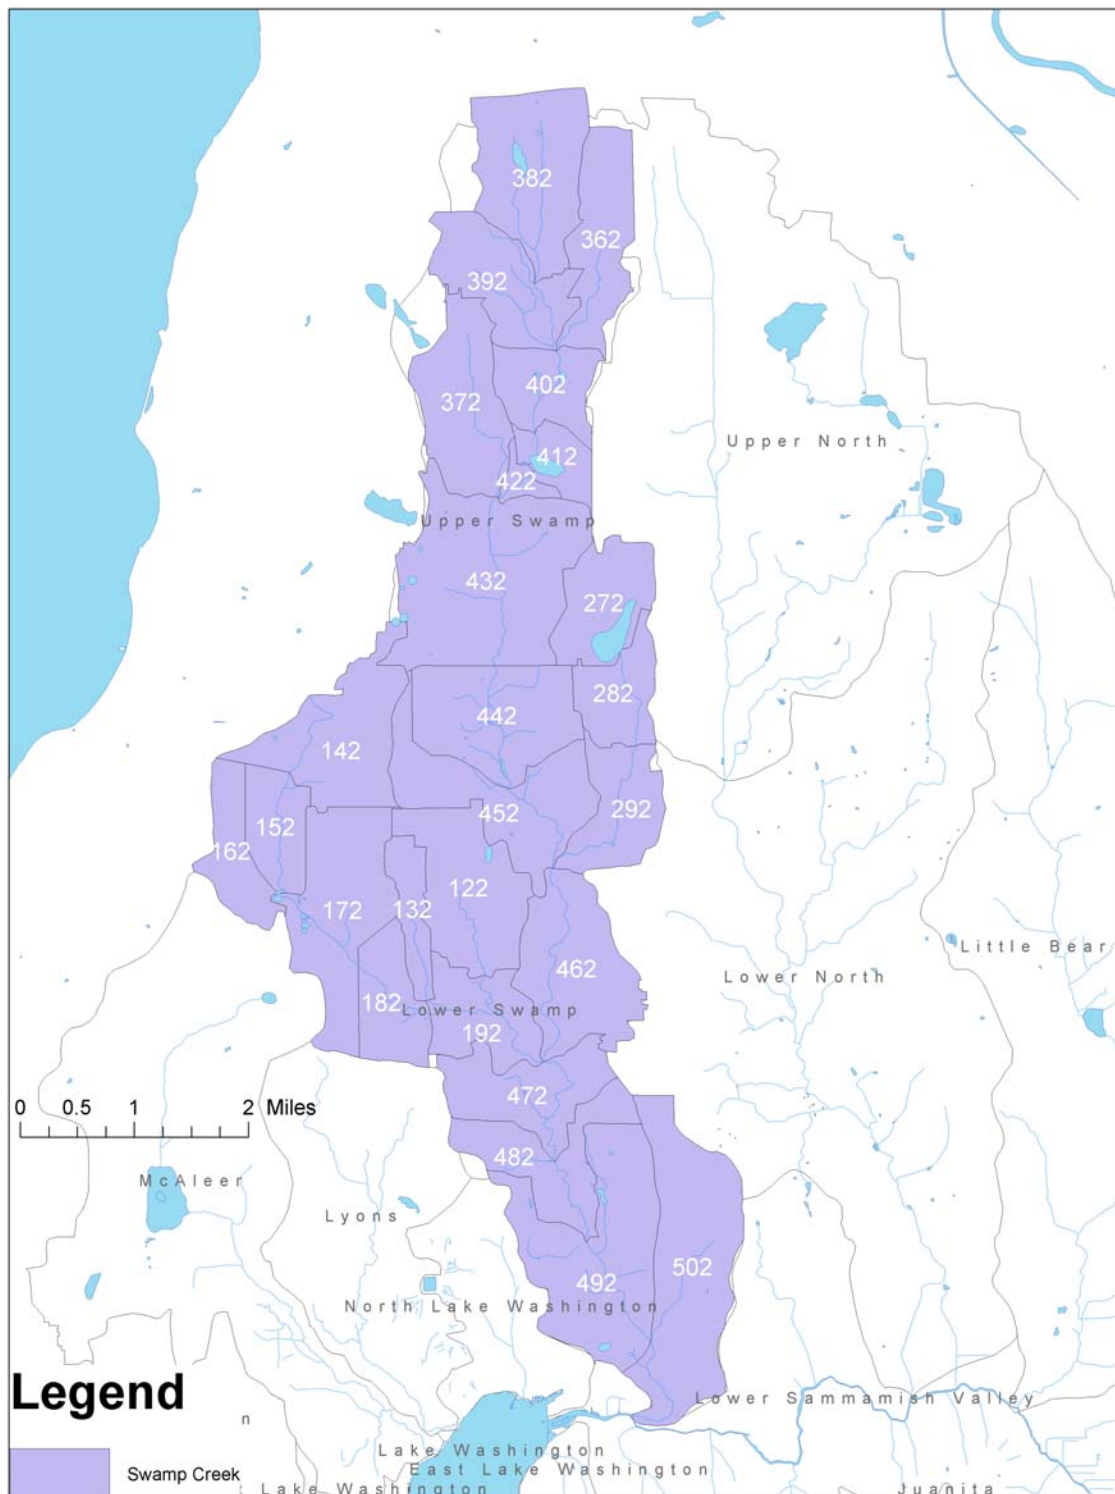 382
362
392
402
372
Upper North
412
422
Upper Swamp
432
272
282
442
142
292
452
152
162
122
172
132
Little Bear
462
Lower North
182
Lower Swamp
192
472
0 0.5 1 2 Miles
482
McAleer
Lyons
502
492
North Lake Washington
Legend
Lower Sammamish Valley
n
Lake Washington
East Lake Washington
Swamp Creek
Lake Washington
Juanita